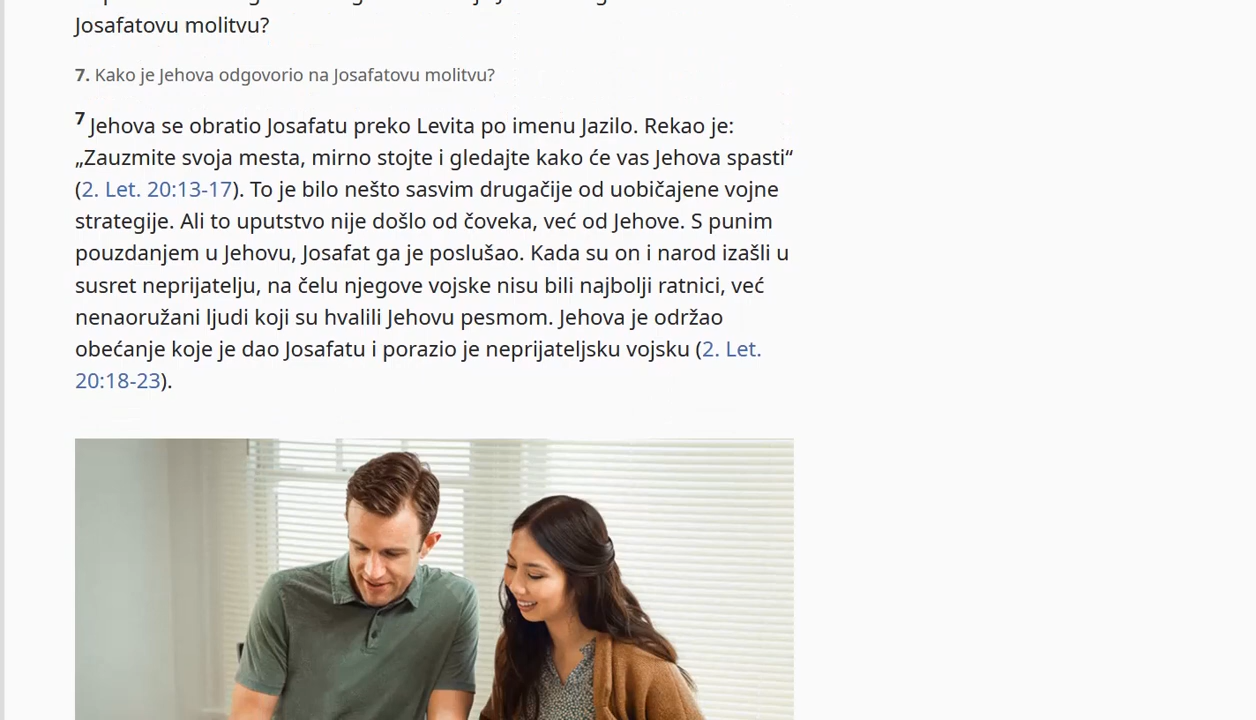 Josafatovu molitvu?
7. Kako je Jehova odgovorio na Josafatovu molitvu?
7 Jehova se obratio Josafatu preko Levita po imenu Jazilo. Rekao je:
„Zauzmite svoja mesta, mirno stojte i gledajte kako će vas Jehova spasti“
(2. Let. 20:13-17). To je bilo nešto sasvim drugačije od uobičajene vojne
strategije. Ali to uputstvo nije došlo od čoveka, već od Jehove. S punim
pouzdanjem u Jehovu, Josafat ga je poslušao. Kada su on i narod izašli u
susret neprijatelju, na čelu njegove vojske nisu bili najbolji ratnici, već
nenaoružani ljudi koji su hvalili Jehovu pesmom. Jehova je održao
obećanje koje je dao Josafatu i porazio je neprijateljsku vojsku (2. Let.
20:18-23).